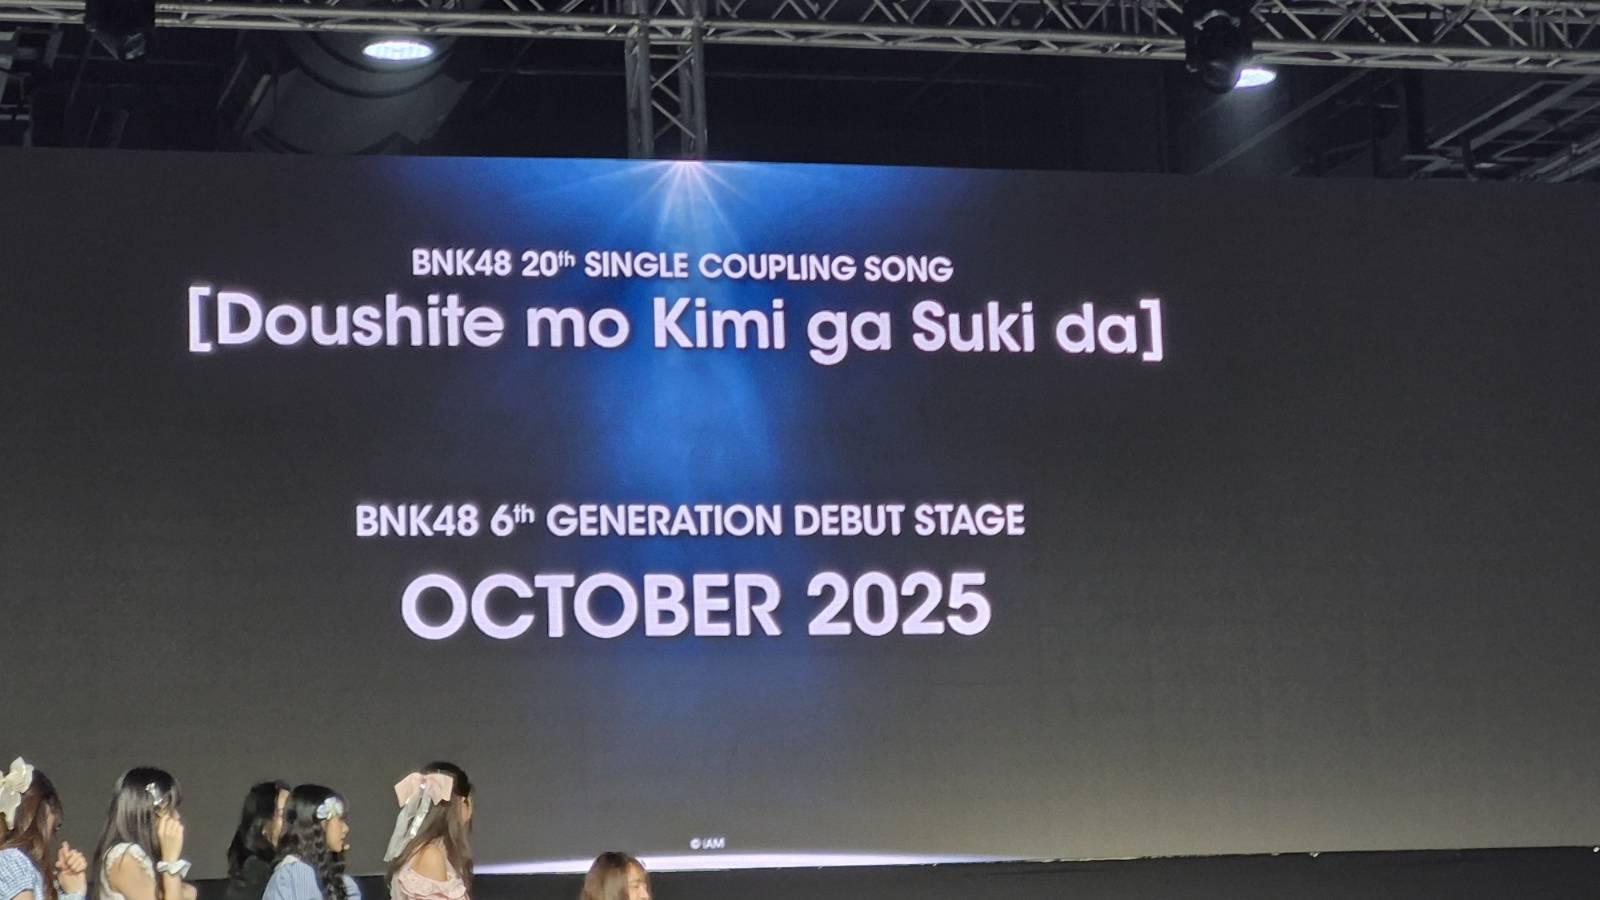 BNK48 20th SINGLE COUPLING SONG
[Doushite mo Kimi ga Suki da]
BNK48 6th GENERATION DEBUT STAGE
OCTOBER 2025
© iAM